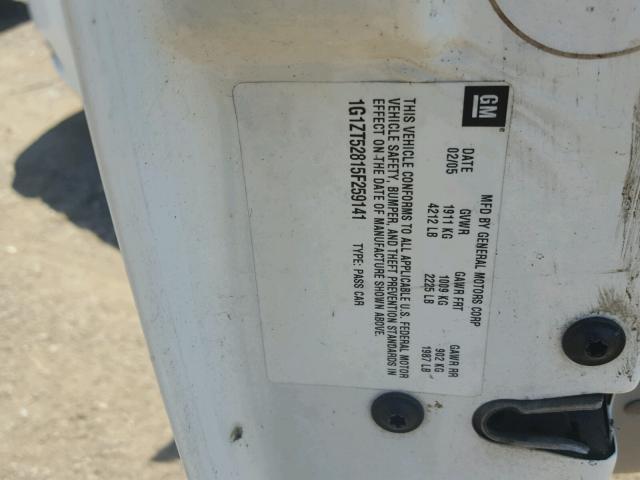 GM
MFD BY GENERAL MOTORS CORP
DATE GVWR GAWR FRT GAWR RR
02/05 1911 KG 1009 KG 902 KG
4212 LB 2225 LB 1987 LB
THIS VEHICLE CONFORMS TO ALL APPLICABLE U.S. FEDERAL MOTOR
VEHICLE SAFETY, BUMPER, AND THEFT PREVENTION STANDARDS IN
EFFECT ON THE DATE OF MANUFACTURE SHOWN ABOVE.
1G1ZT52815F259141 TYPE: PASS CAR